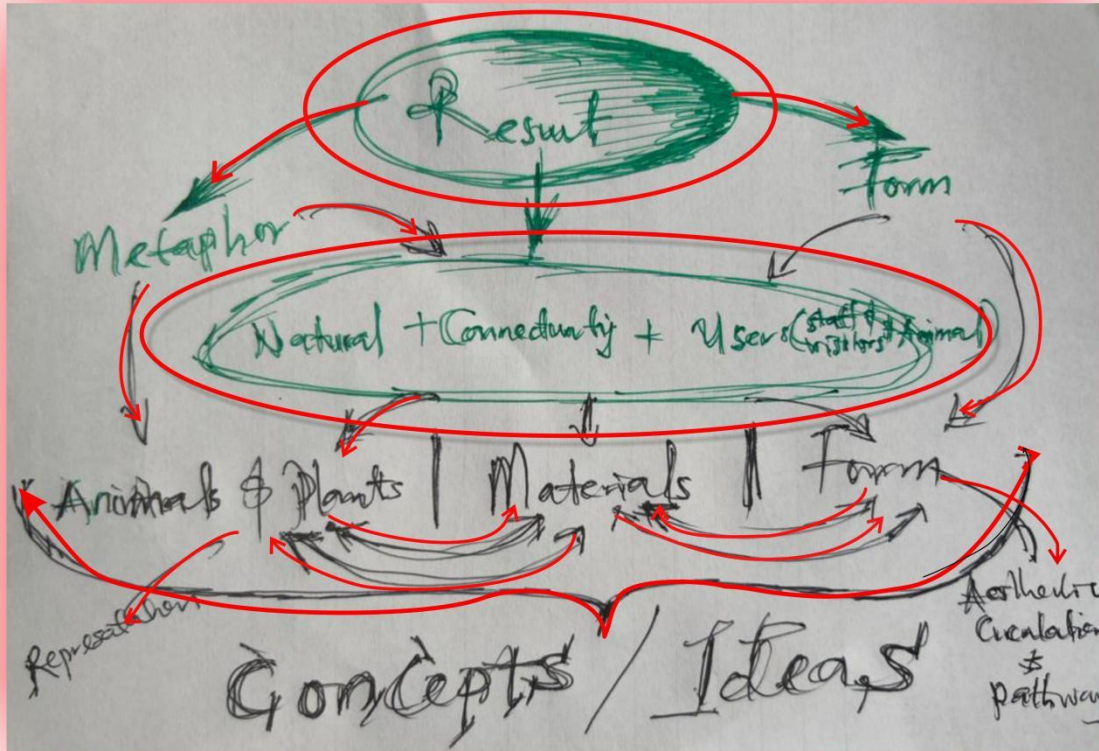 Result
Form
Metaphor
Natural + Connectivity + Users (staff & visitors + Animal)
Animals & Plants | Materials | Form
Representation
Aesthetic
Circulation
&
pathway
Concepts / Ideas